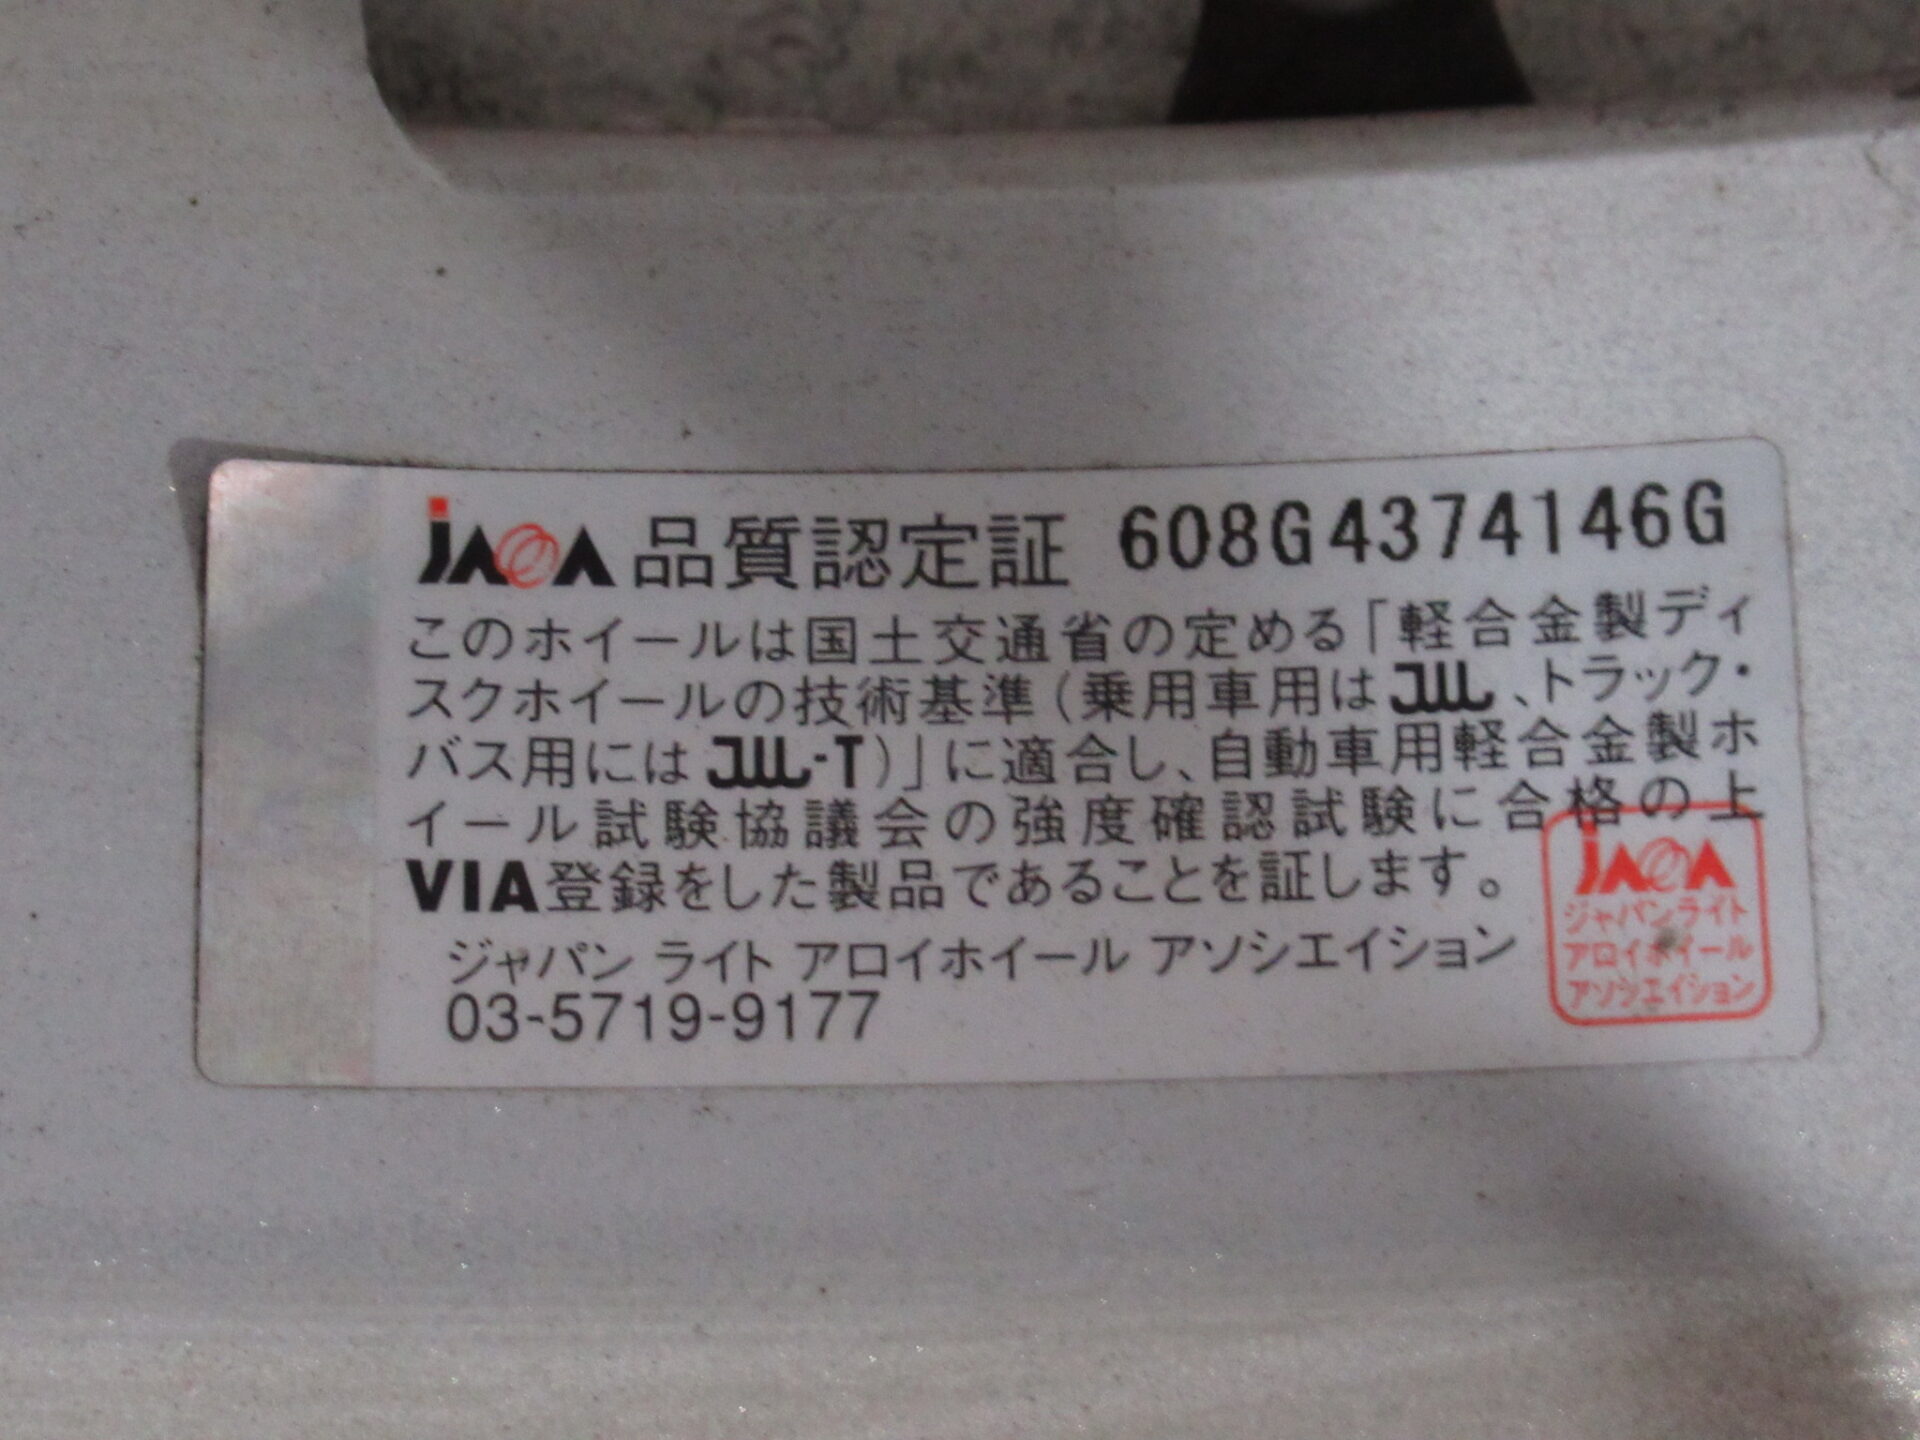 JAWA 品質認定証 608G4374146G
このホイールは国土交通省の定める「軽合金製ディ
スクホイールの技術基準(乗用車用はJWL、トラック・
バス用にはJWL-T)」に適合し、自動車用軽合金製ホ
イール試験協議会の強度確認試験に合格の上
VIA登録をした製品であることを証します。
ジャパン ライト アロイホイール アソシエイション
03-5719-9177
JAWA
ジャパンライト
アロイホイール
アソシエイション